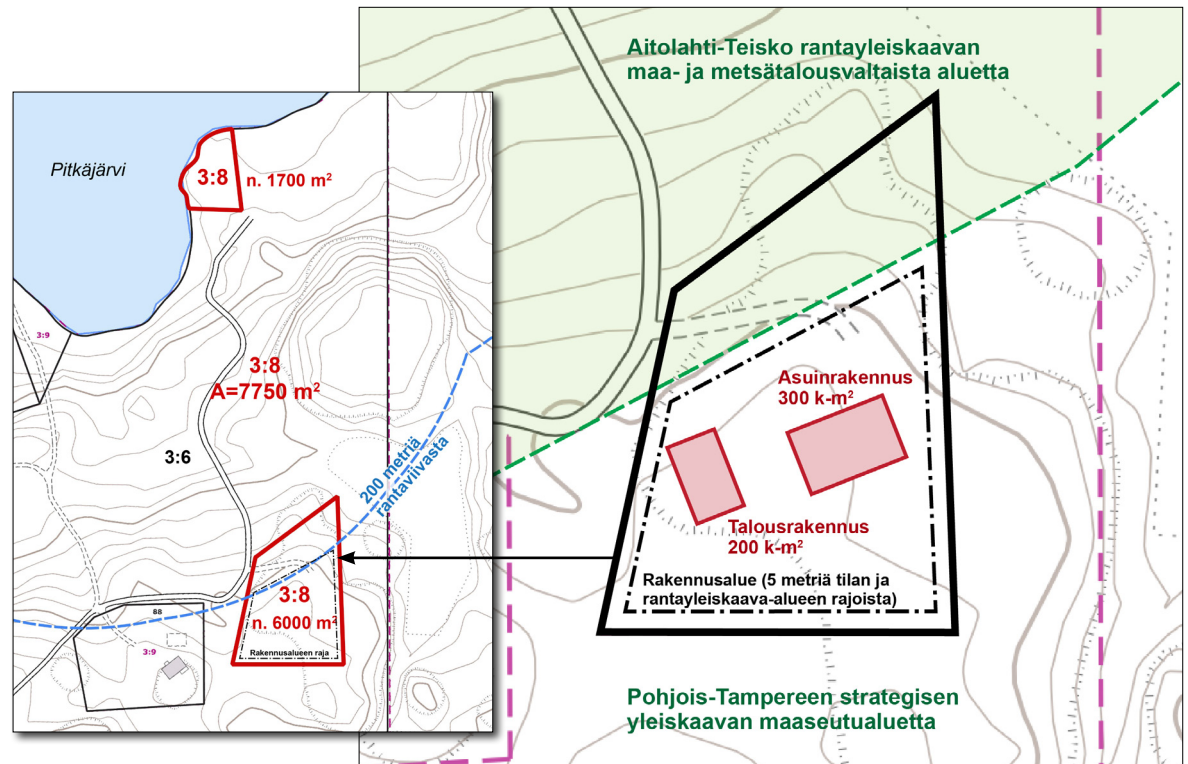 Pitkäjärvi
3:8
n. 1700 m²
3:9
3:8
A=7750 m²
3:6
200 metriä
rantaviivasta
88
3:9
3:8
n. 6000 m²
Rakennusalueen raja
Aitolahti-Teisko rantayleiskaavan
maa- ja metsätalousvaltaista aluetta
Asuinrakennus
300 k-m²
Talousrakennus
200 k-m²
Rakennusalue (5 metriä tilan ja
rantayleiskaava-alueen rajoista)
Pohjois-Tampereen strategisen
yleiskaavan maaseutualuetta